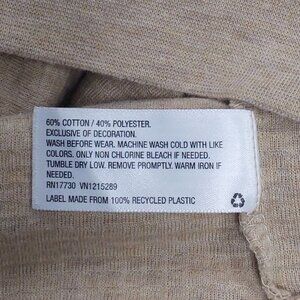 60% COTTON / 40% POLYESTER.
EXCLUSIVE OF DECORATION.
WASH BEFORE WEAR. MACHINE WASH COLD WITH LIKE
COLORS. ONLY NON CHLORINE BLEACH IF NEEDED.
TUMBLE DRY LOW. REMOVE PROMPTLY. WARM IRON IF
NEEDED.
RN17730 VN1215289
LABEL MADE FROM 100% RECYCLED PLASTIC